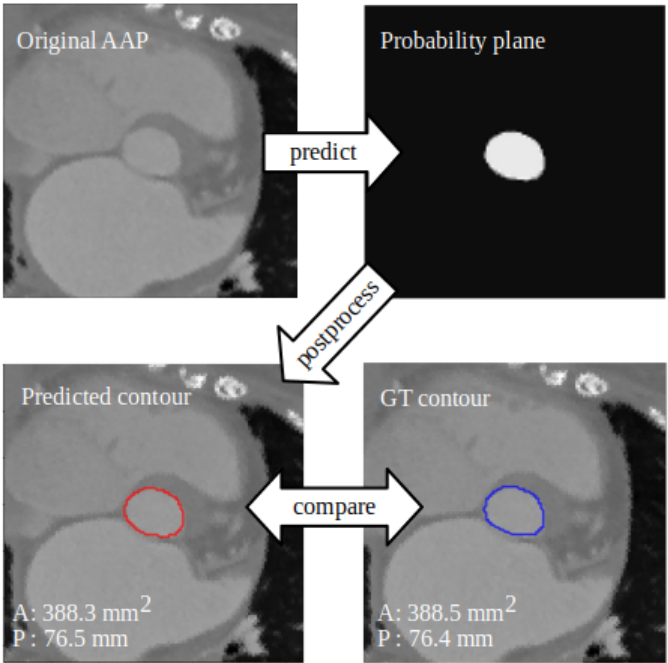 Original AAP
Probability plane
predict
postprocess
Predicted contour
GT contour
compare
A: 388.3 mm²
P : 76.5 mm
A: 388.5 mm²
P : 76.4 mm